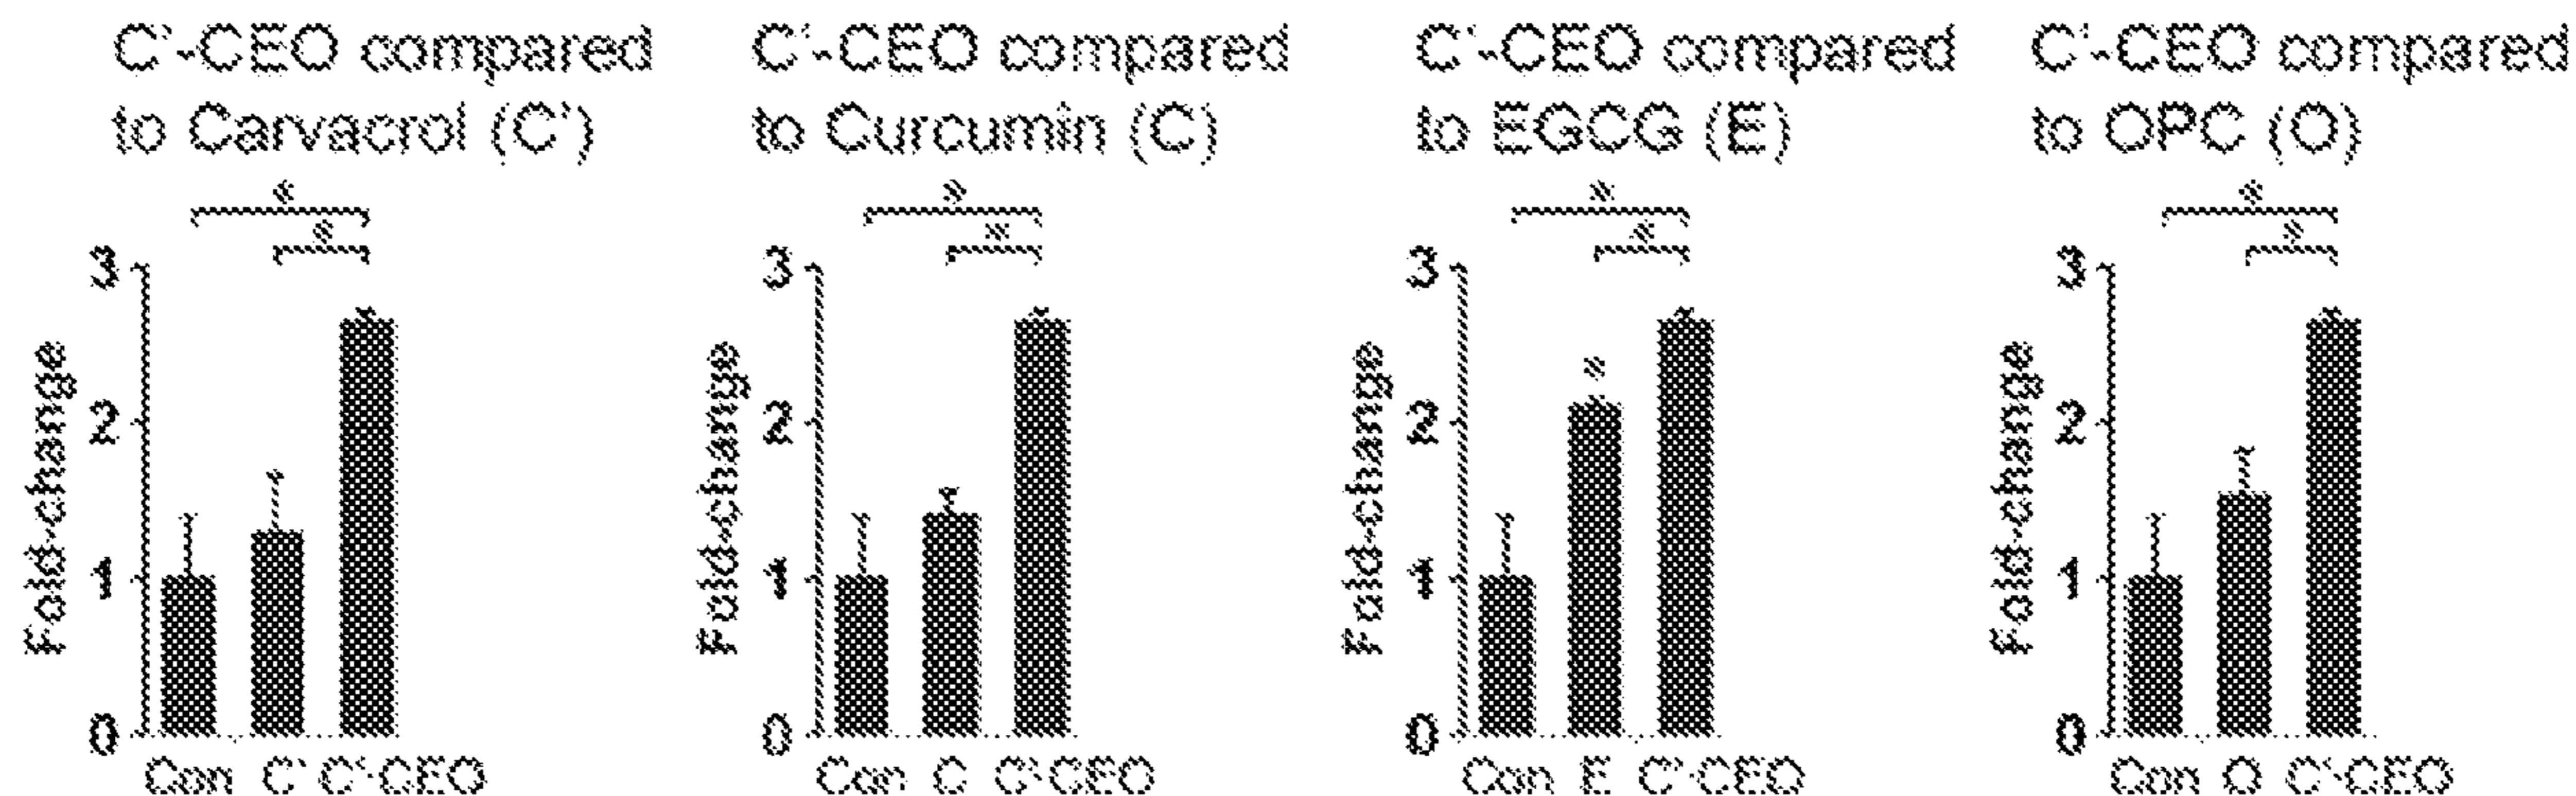 C'-CEO compared
to Carvacrol (C')
*
*
3
2
1
0
Fold-change
Con C' C'-CEO
C'-CEO compared
to Curcumin (C)
*
*
3
2
1
0
Fold-change
Con C C'-CEO
C'-CEO compared
to EGCG (E)
*
*
*
3
2
1
0
Fold-change
Con E C'-CEO
C'-CEO compared
to OPC (O)
*
*
3
2
1
0
Fold-change
Con O C'-CEO